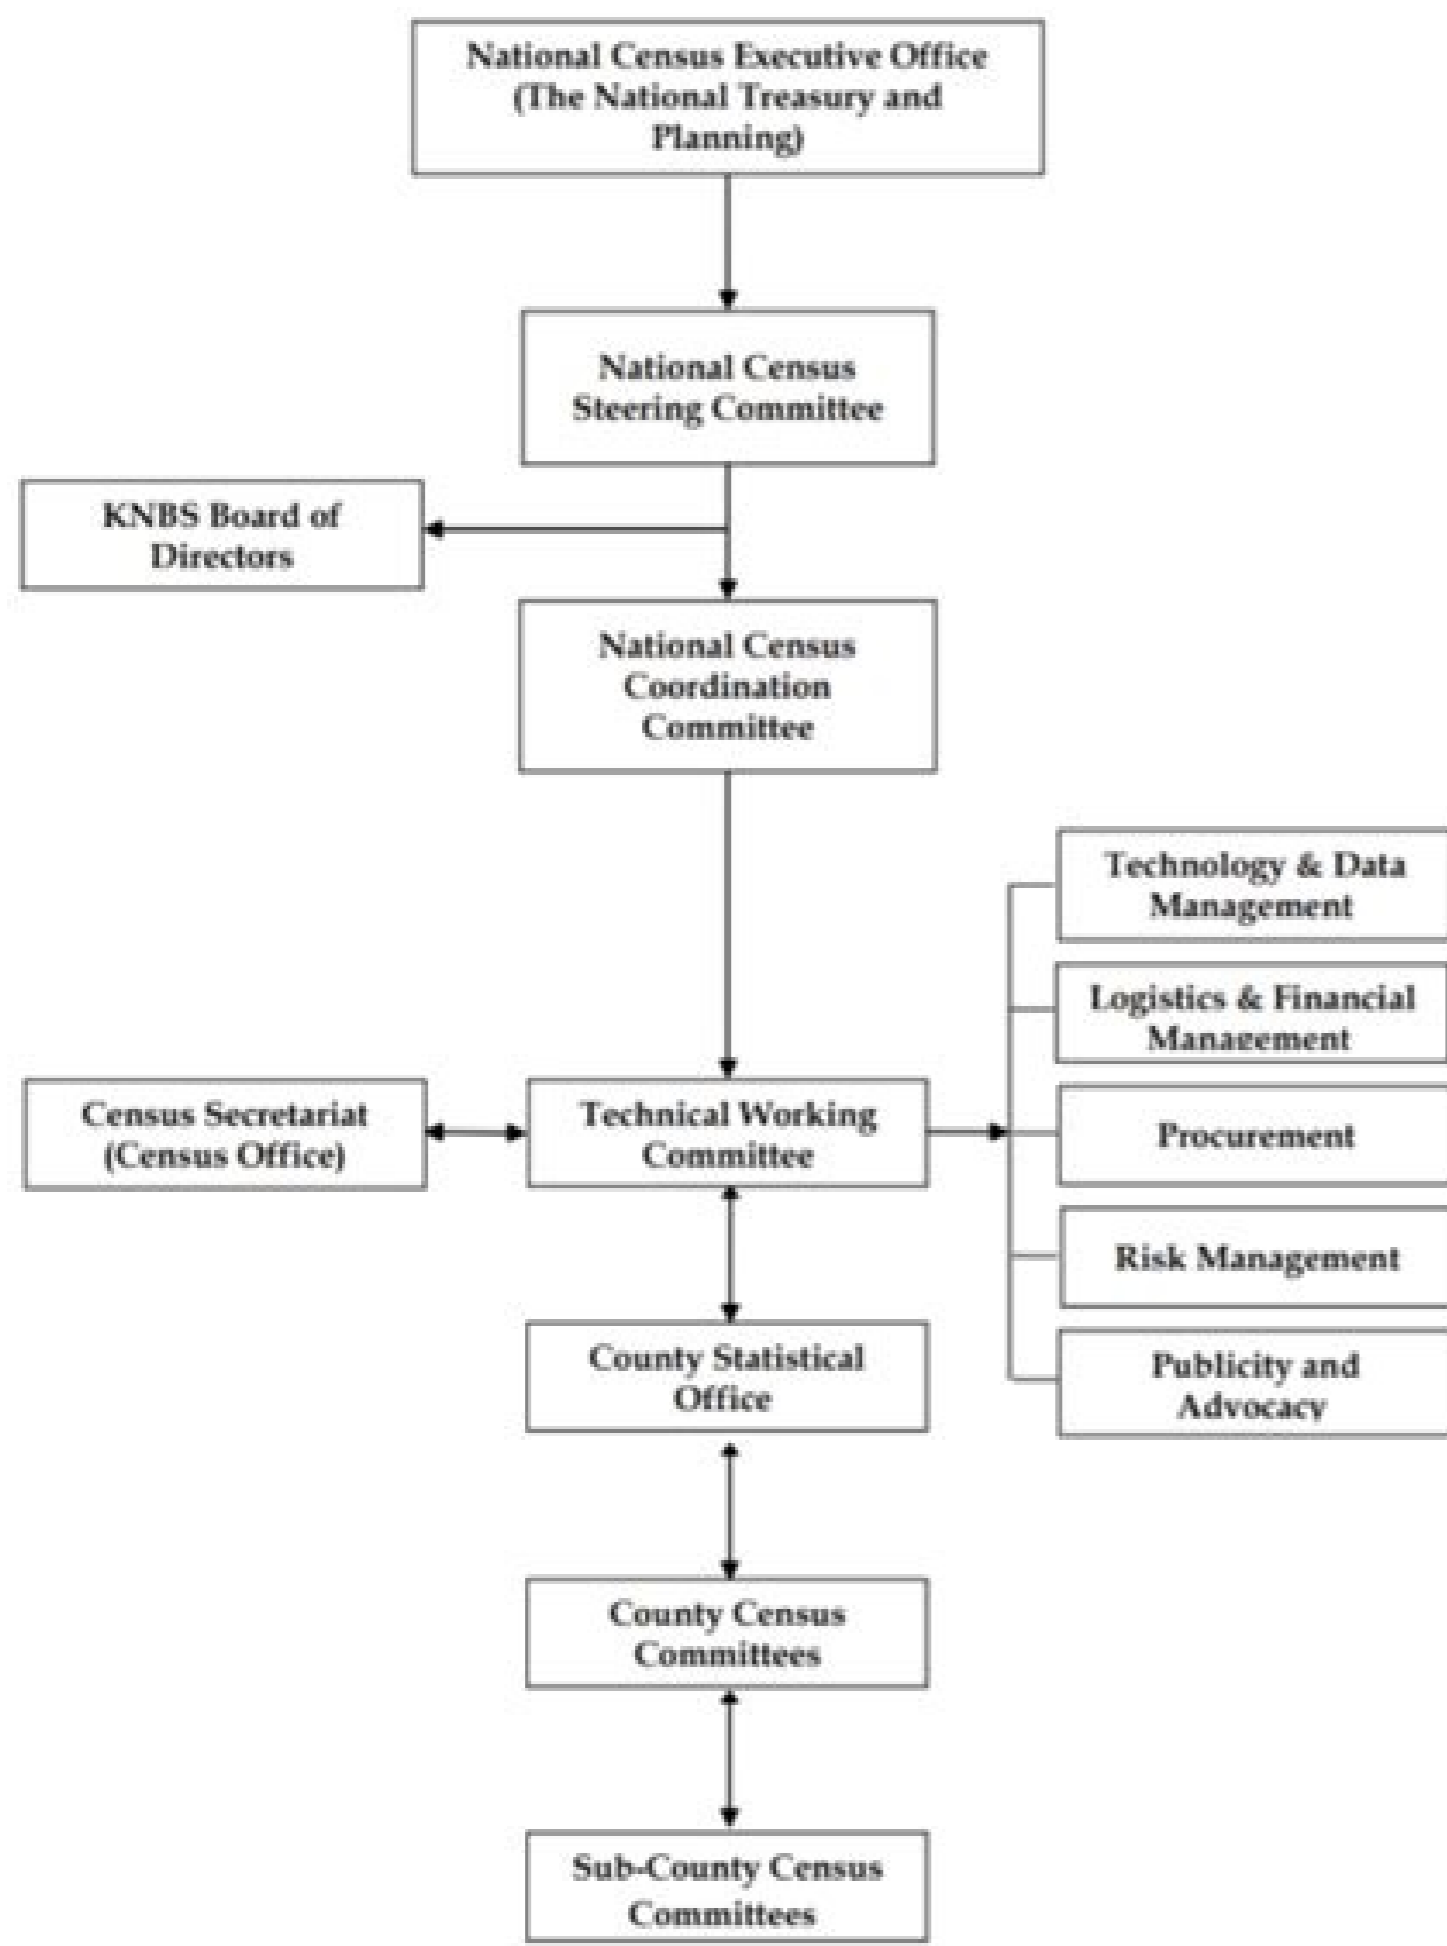 National Census Executive Office
(The National Treasury and
Planning)
National Census
Steering Committee
KNBS Board of
Directors
National Census
Coordination
Committee
Technology & Data
Management
Logistics & Financial
Management
Census Secretariat
(Census Office)
Technical Working
Committee
Procurement
Risk Management
County Statistical
Office
Publicity and
Advocacy
County Census
Committees
Sub-County Census
Committees